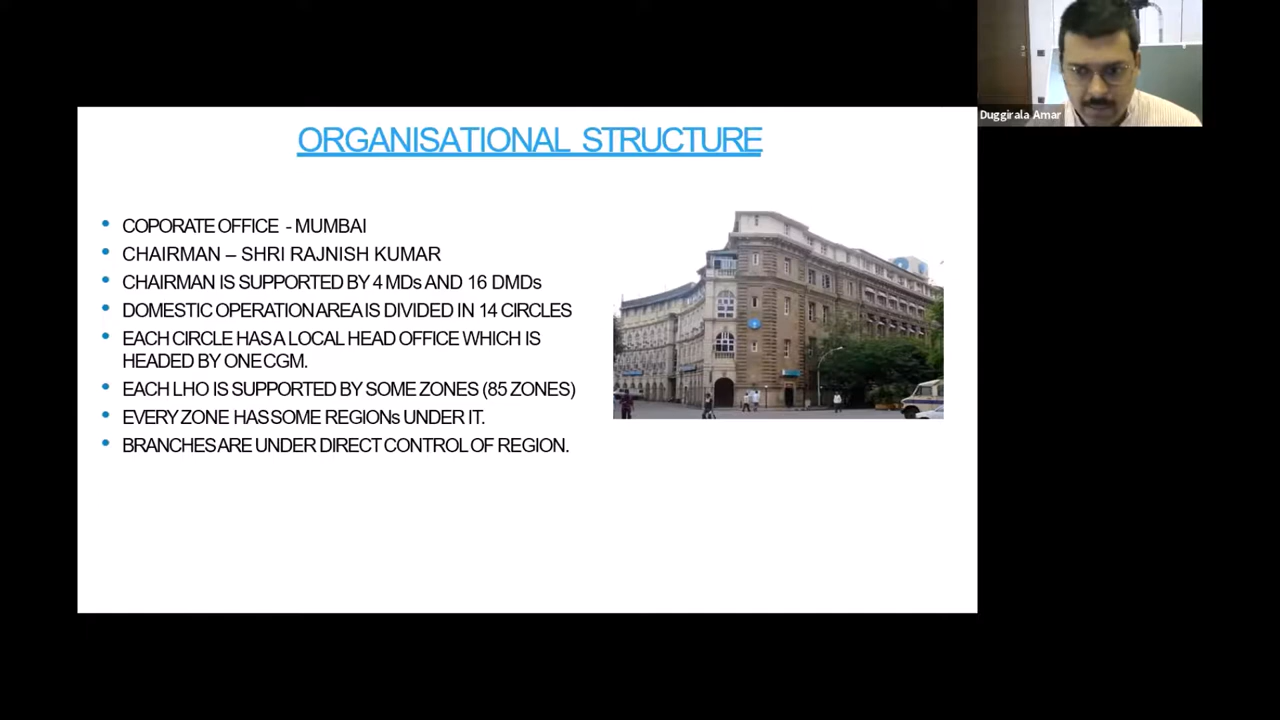 Duggirala Amar
ORGANISATIONAL STRUCTURE
• COPORATE OFFICE - MUMBAI
• CHAIRMAN – SHRI RAJNISH KUMAR
• CHAIRMAN IS SUPPORTED BY 4 MDs AND 16 DMDs
• DOMESTIC OPERATION AREA IS DIVIDED IN 14 CIRCLES
• EACH CIRCLE HAS A LOCAL HEAD OFFICE WHICH IS
HEADED BY ONE CGM.
• EACH LHO IS SUPPORTED BY SOME ZONES (85 ZONES)
• EVERY ZONE HAS SOME REGIONs UNDER IT.
• BRANCHES ARE UNDER DIRECT CONTROL OF REGION.